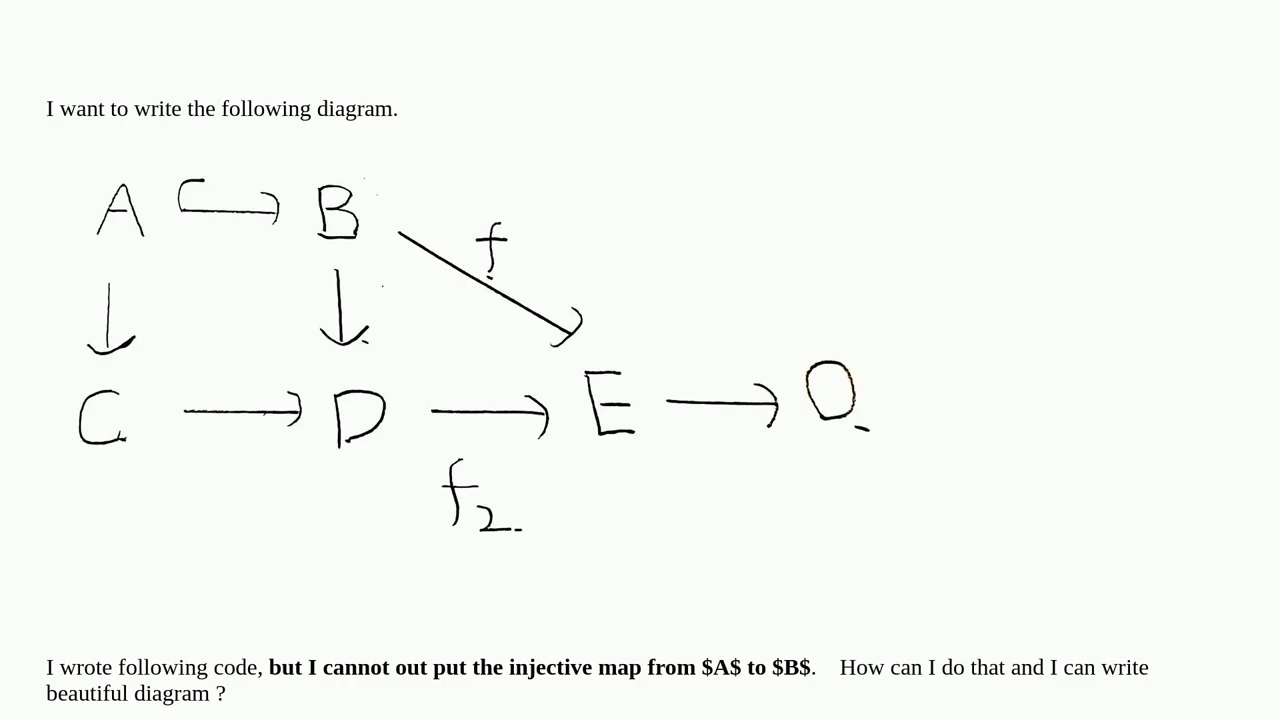 I want to write the following diagram.
A B
f
C D E O.
f2.
I wrote following code, but I cannot out put the injective map from $A$ to $B$. How can I do that and I can write
beautiful diagram ?